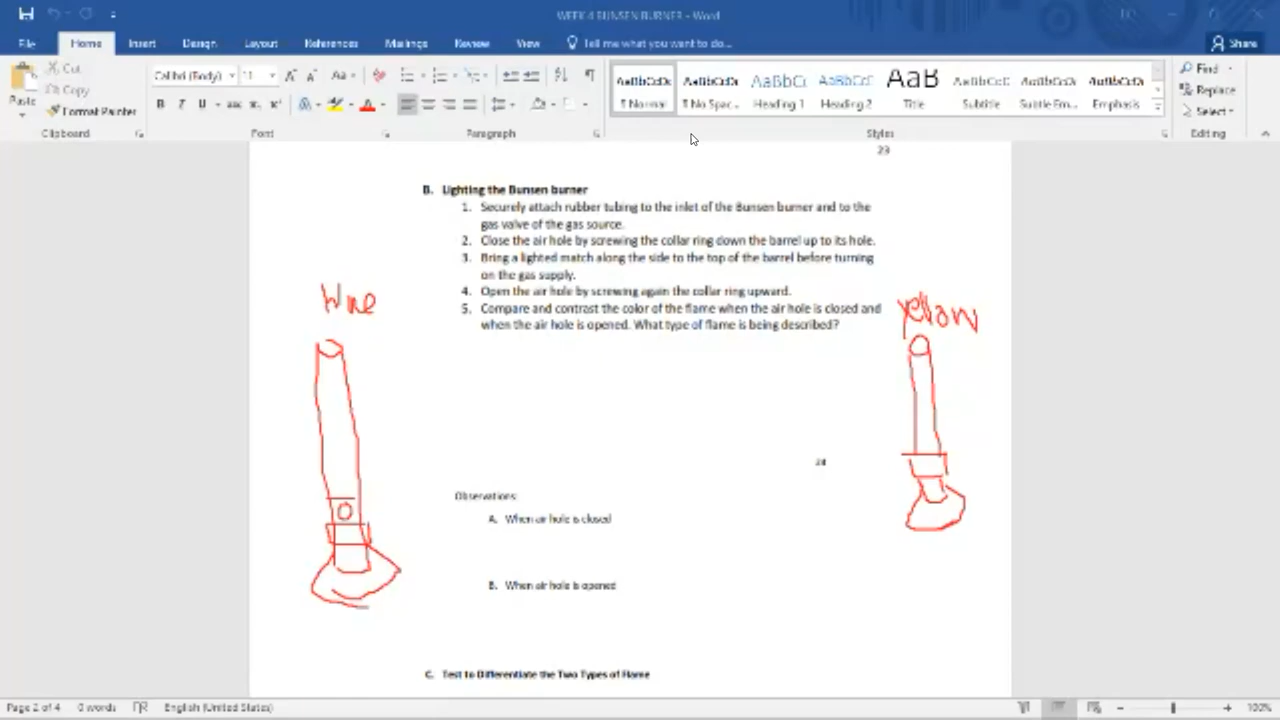 WEEK 4 BUNSEN BURNER - Word
File Home Insert Design Layout References Mailings Review View Tell me what you want to do... Share
Cut
Copy
Paste
Format Painter
Calibri (Body) 11
AaBbCcDc AaBbCcDc AaBbCc AaBbCcD AaB AaBbCcD AaBbCcDc AaBbCcDc
¶ Normal ¶ No Spac... Heading 1 Heading 2 Title Subtitle Subtle Em... Emphasis
Find
Replace
Select
Clipboard Font Paragraph Styles Editing
23
B. Lighting the Bunsen burner
1. Securely attach rubber tubing to the inlet of the Bunsen burner and to the
gas valve of the gas source.
2. Close the air hole by screwing the collar ring down the barrel up to its hole.
3. Bring a lighted match along the side to the top of the barrel before turning
on the gas supply.
4. Open the air hole by screwing again the collar ring upward.
5. Compare and contrast the color of the flame when the air hole is closed and
when the air hole is opened. What type of flame is being described?
blue
yellow
24
Observations:
A. When air hole is closed
B. When air hole is opened
C. Test to Differentiate the Two Types of Flame
Page 2 of 4 0 words English (United States) 100%